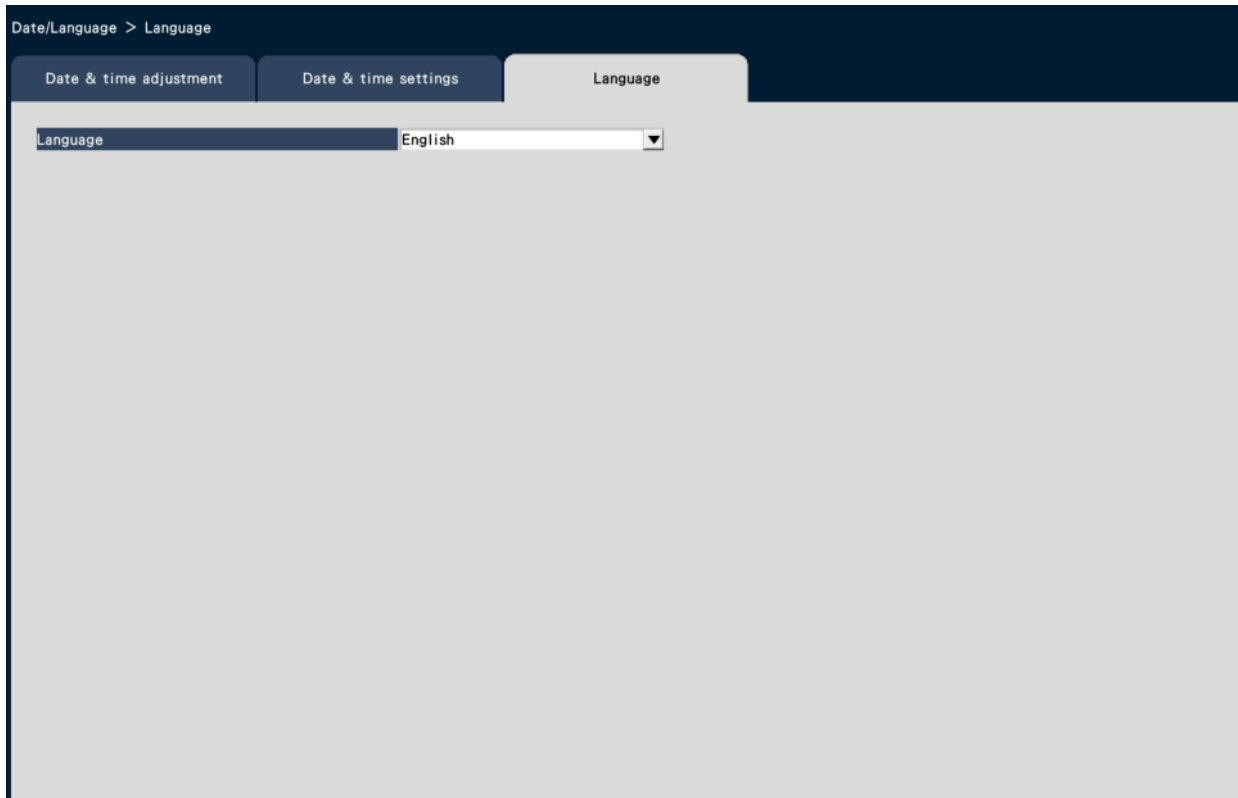 Date/Language > Language
Date & time adjustment
Date & time settings
Language
Language
English